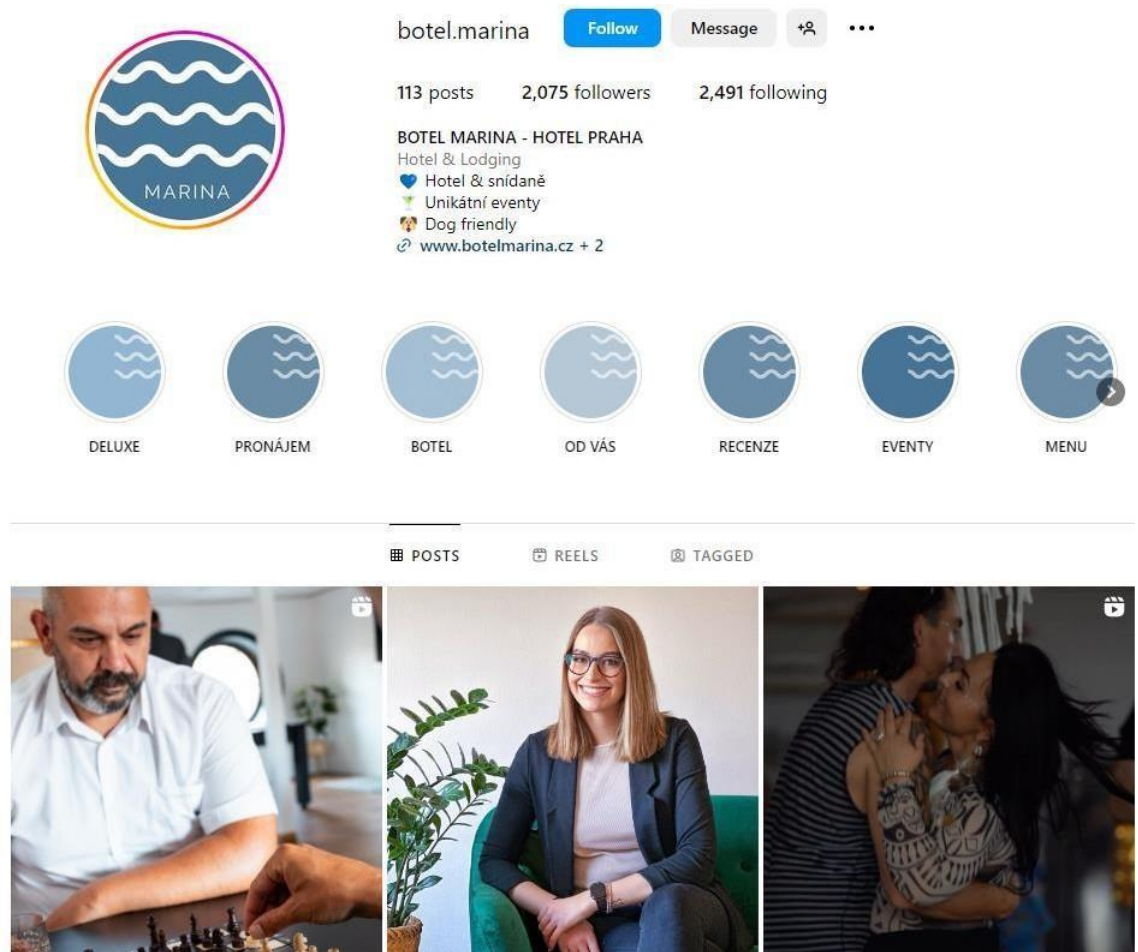 botel.marina Follow Message
113 posts 2,075 followers 2,491 following
BOTEL MARINA - HOTEL PRAHA
Hotel & Lodging
💙 Hotel & snídaně
🍸 Unikátní eventy
🐶 Dog friendly
www.botelmarina.cz + 2
MARINA
DELUXE PRONÁJEM BOTEL OD VÁS RECENZE EVENTY MENU
POSTS REELS TAGGED